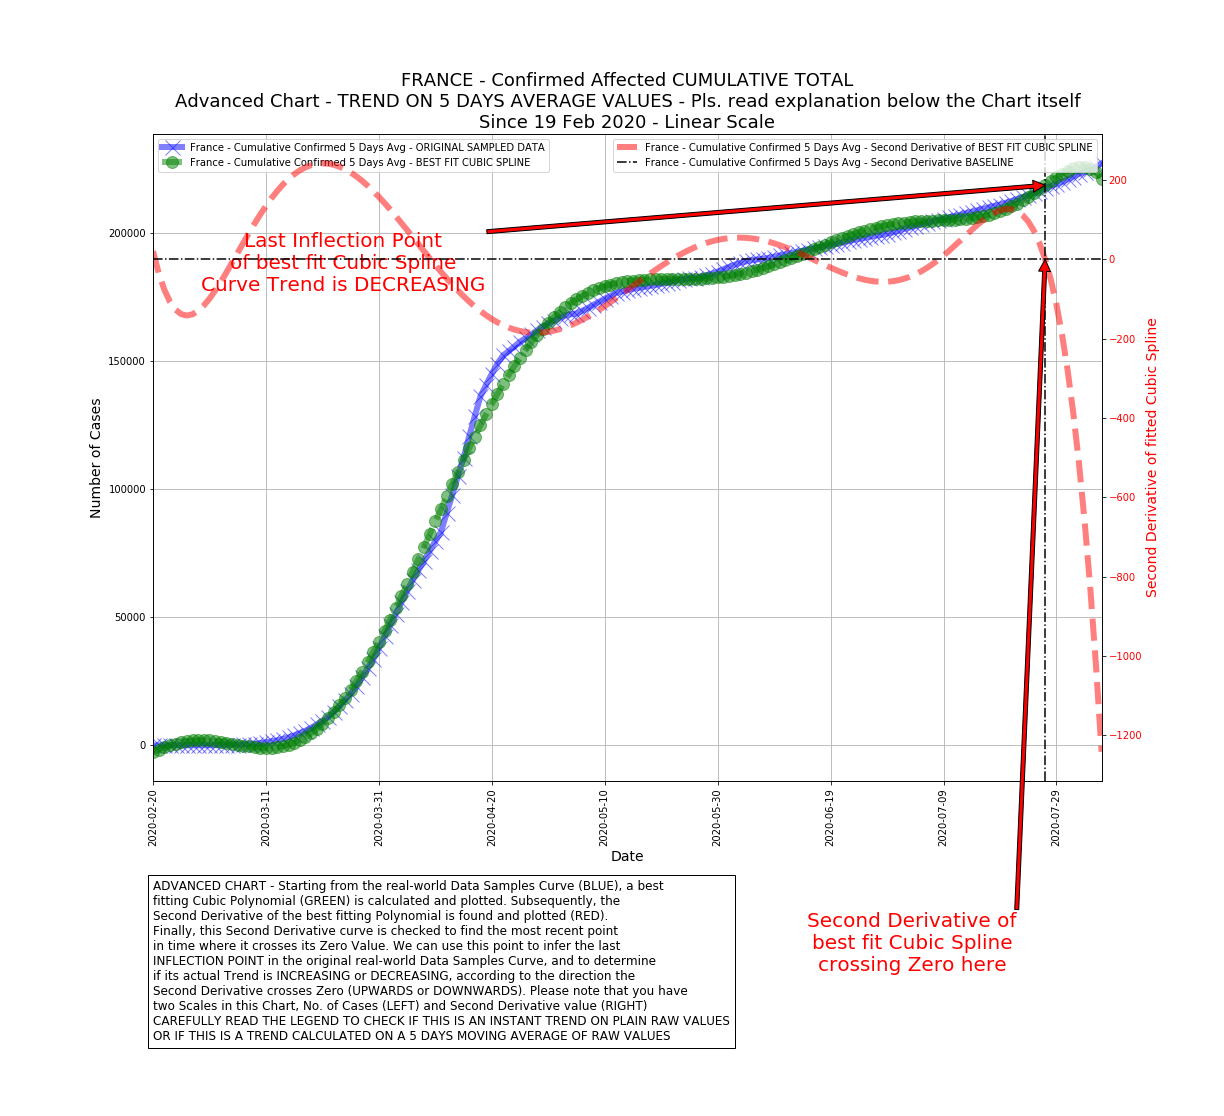 FRANCE - Confirmed Affected CUMULATIVE TOTAL
Advanced Chart - TREND ON 5 DAYS AVERAGE VALUES - Pls. read explanation below the Chart itself
Since 19 Feb 2020 - Linear Scale
France - Cumulative Confirmed 5 Days Avg - ORIGINAL SAMPLED DATA
France - Cumulative Confirmed 5 Days Avg - BEST FIT CUBIC SPLINE
France - Cumulative Confirmed 5 Days Avg - Second Derivative of BEST FIT CUBIC SPLINE
France - Cumulative Confirmed 5 Days Avg - Second Derivative BASELINE
Last Inflection Point
of best fit Cubic Spline
Curve Trend is DECREASING
Number of Cases
200000
150000
100000
50000
0
200
0
−200
−400
−600
−800
−1000
−1200
Second Derivative of fitted Cubic Spline
2020-02-20
2020-03-11
2020-03-31
2020-04-20
2020-05-10
2020-05-30
2020-06-19
2020-07-09
2020-07-29
Date
Second Derivative of
best fit Cubic Spline
crossing Zero here
ADVANCED CHART - Starting from the real-world Data Samples Curve (BLUE), a best
fitting Cubic Polynomial (GREEN) is calculated and plotted. Subsequently, the
Second Derivative of the best fitting Polynomial is found and plotted (RED).
Finally, this Second Derivative curve is checked to find the most recent point
in time where it crosses its Zero Value. We can use this point to infer the last
INFLECTION POINT in the original real-world Data Samples Curve, and to determine
if its actual Trend is INCREASING or DECREASING, according to the direction the
Second Derivative crosses Zero (UPWARDS or DOWNWARDS). Please note that you have
two Scales in this Chart, No. of Cases (LEFT) and Second Derivative value (RIGHT)
CAREFULLY READ THE LEGEND TO CHECK IF THIS IS AN INSTANT TREND ON PLAIN RAW VALUES
OR IF THIS IS A TREND CALCULATED ON A 5 DAYS MOVING AVERAGE OF RAW VALUES